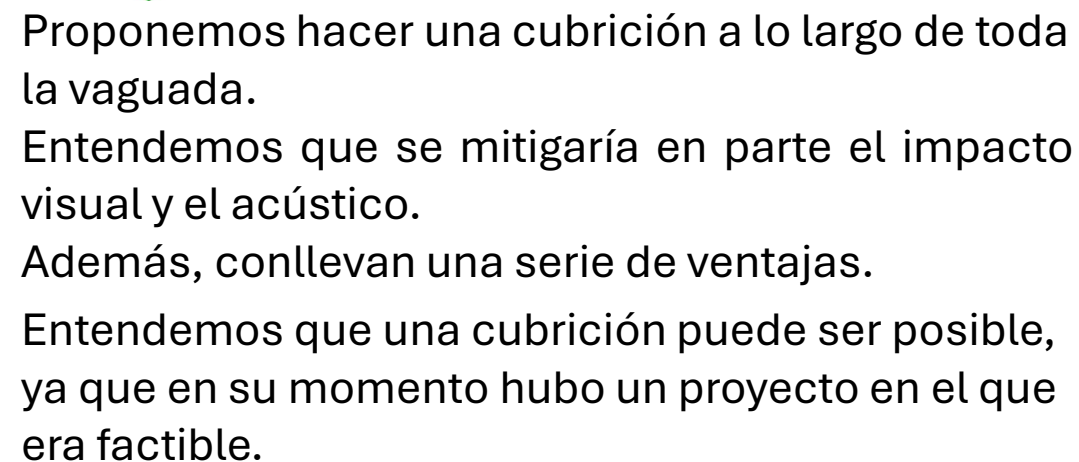 Proponemos hacer una cubrición a lo largo de toda
la vaguada.
Entendemos que se mitigaría en parte el impacto
visual y el acústico.
Además, conllevan una serie de ventajas.
Entendemos que una cubrición puede ser posible,
ya que en su momento hubo un proyecto en el que
era factible.